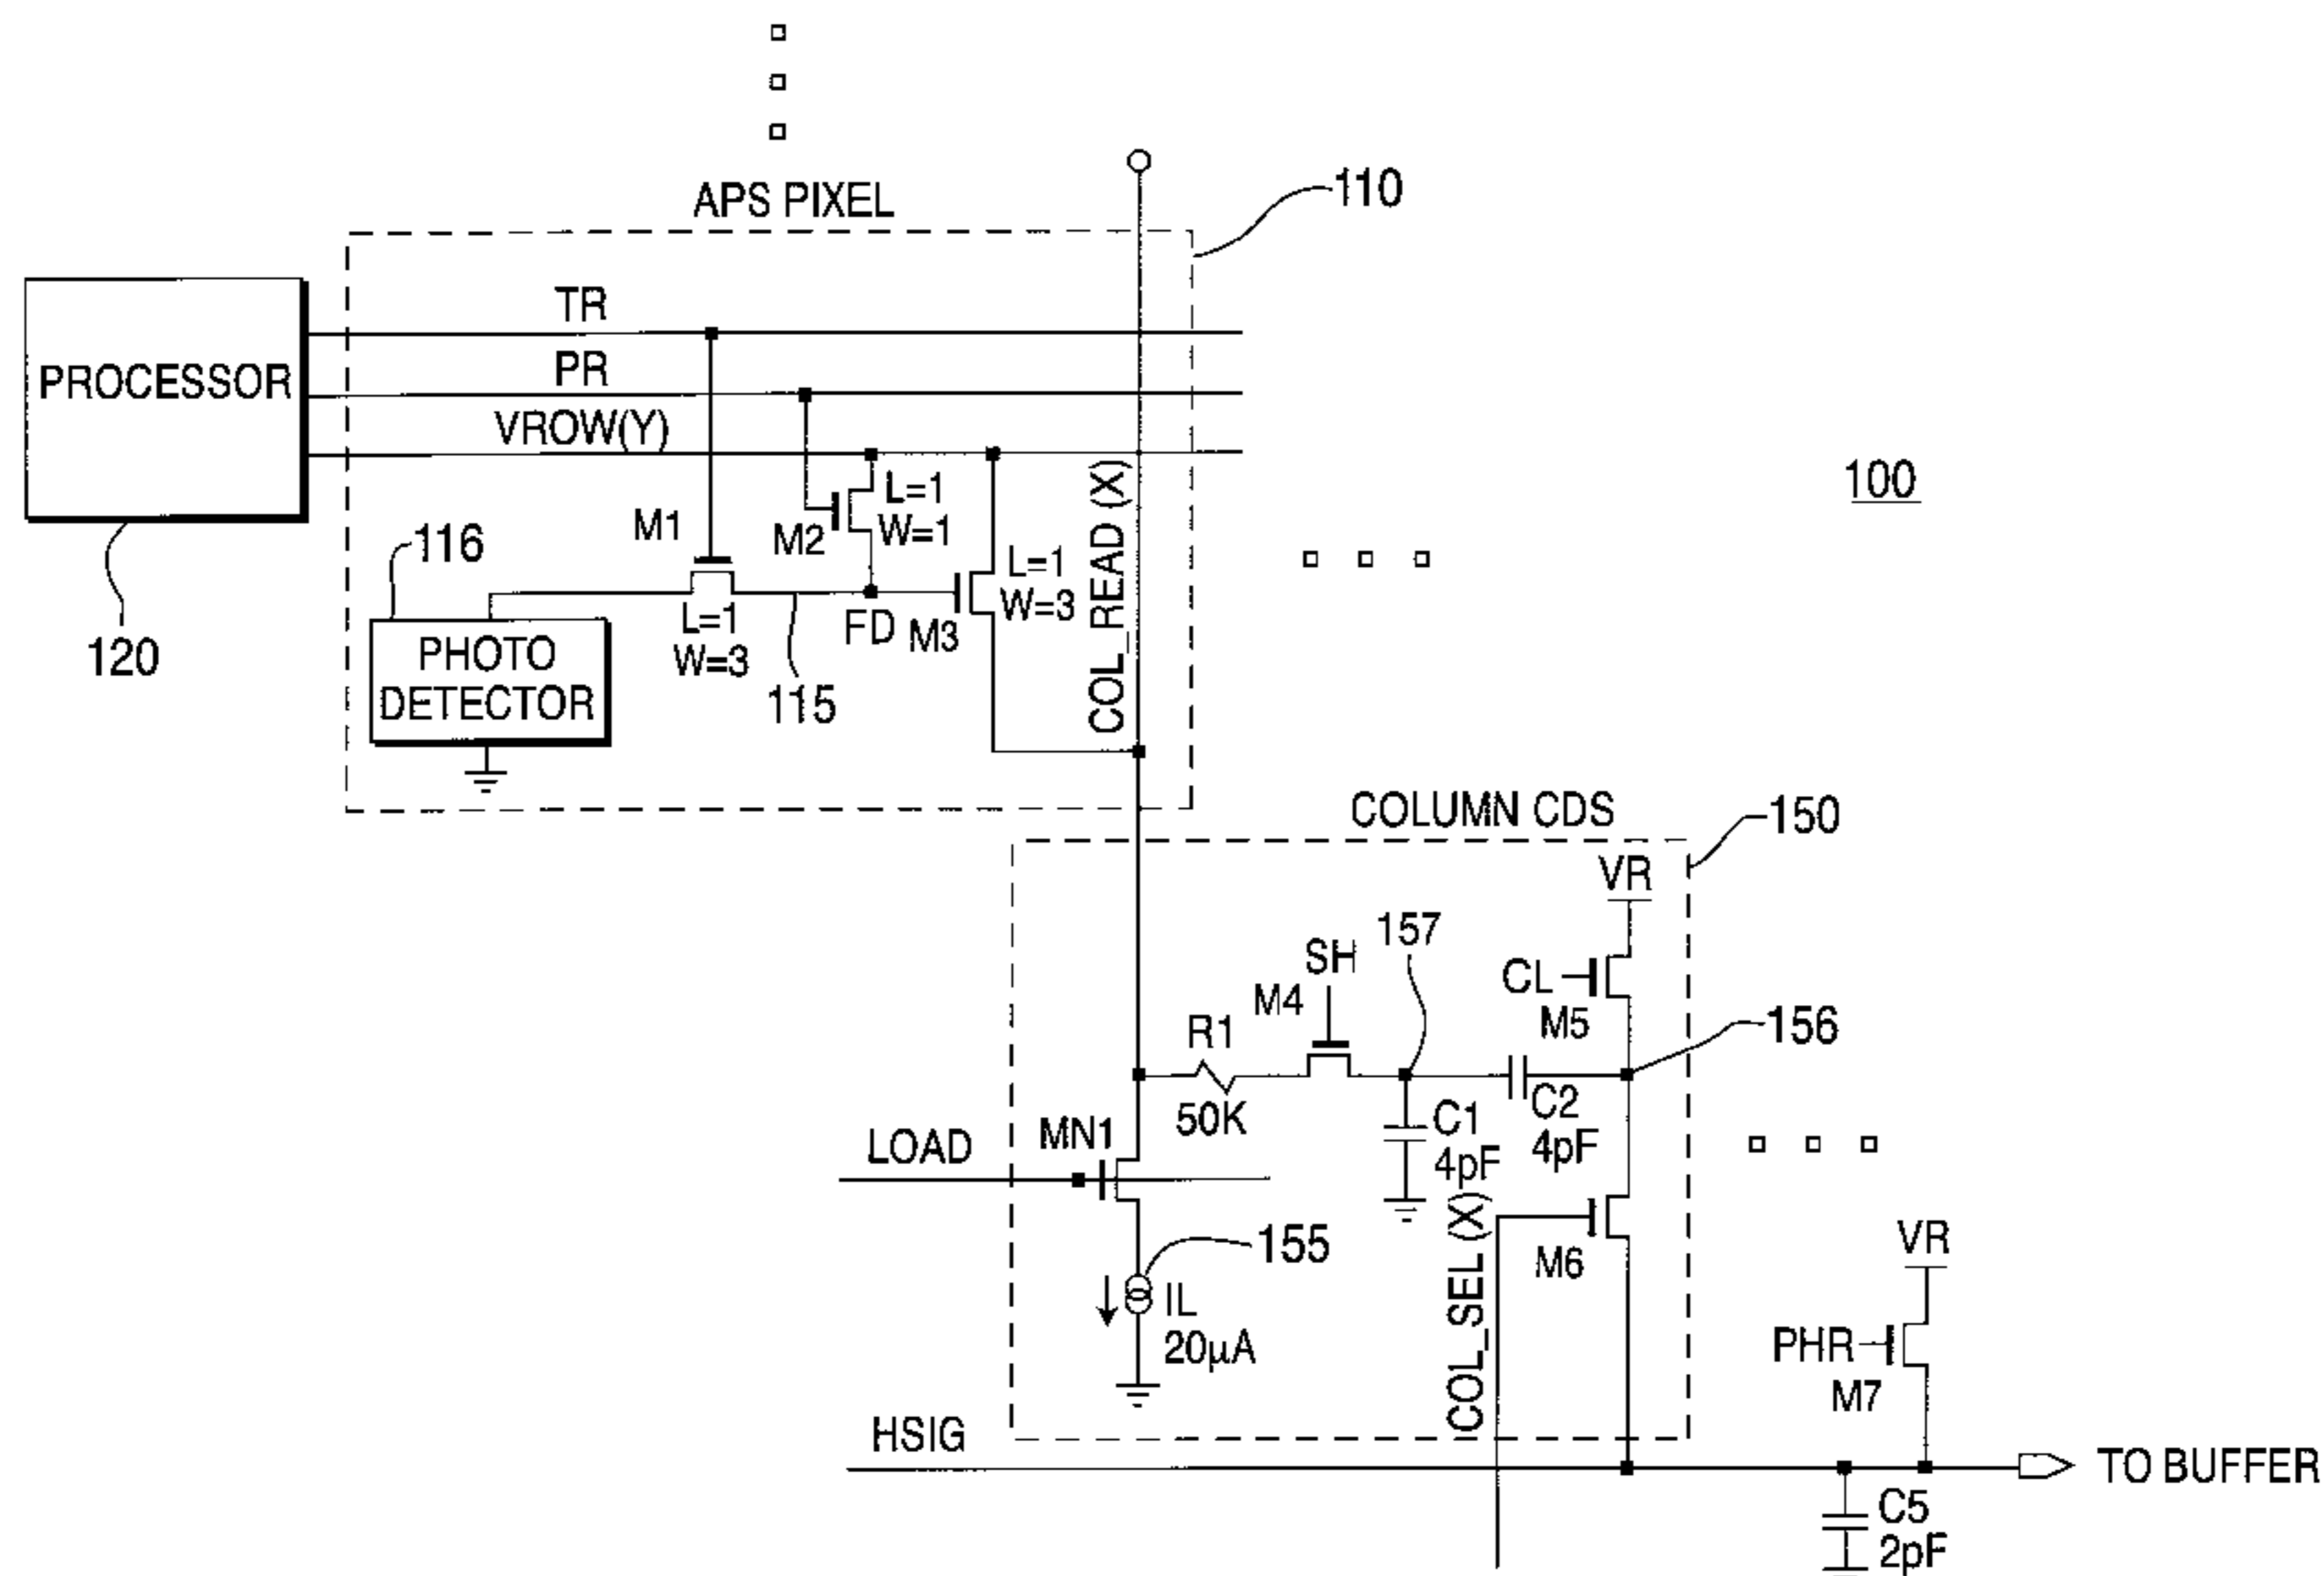 APS PIXEL
110
TR
PROCESSOR
PR
VROW(Y)
COL_READ (X)
100
L=1
W=1
M1
M2
116
L=1
W=3
FD
M3
L=1
W=3
120
PHOTO
DETECTOR
115
COLUMN CDS
150
VR
157
SH
CL
M4
M5
156
R1
50K
C2
4pF
C1
4pF
MN1
LOAD
COL_SEL (X)
155
M6
VR
IL
20µA
PHR
M7
HSIG
TO BUFFER
C5
2pF